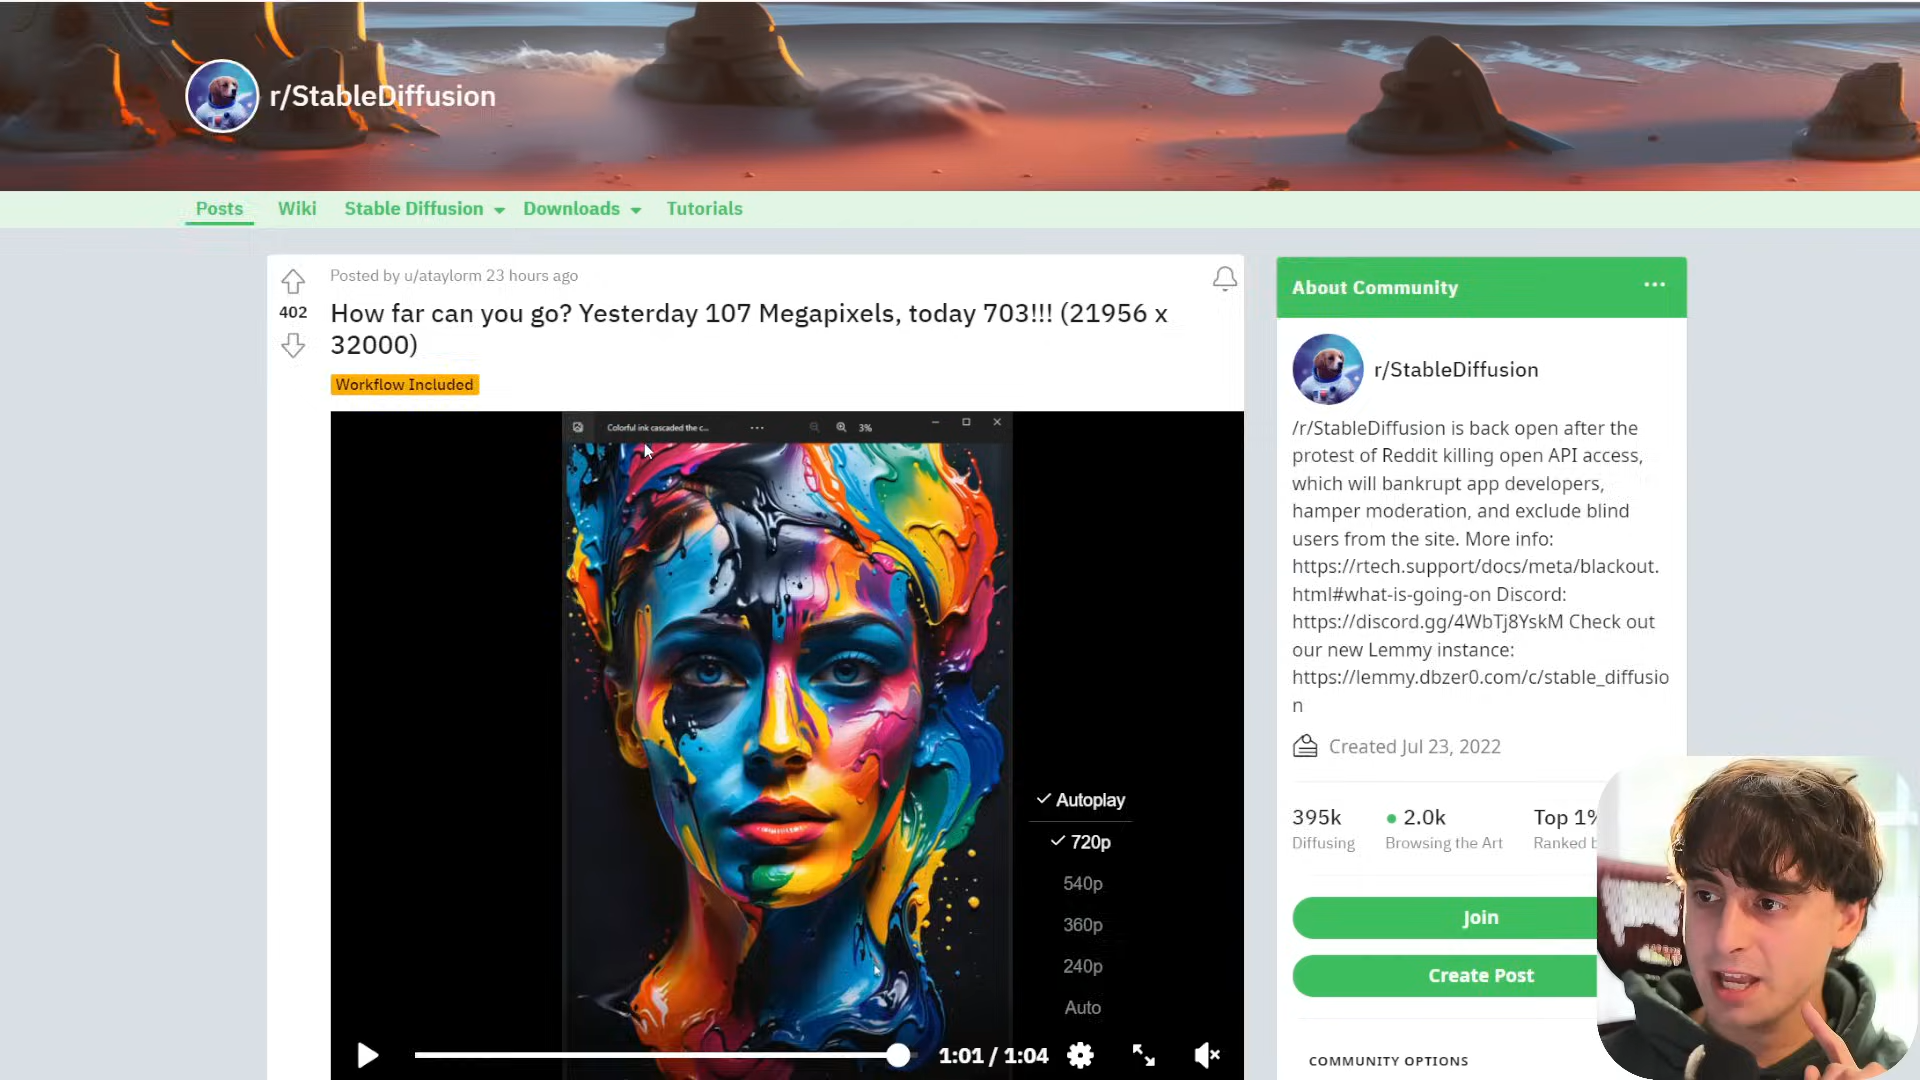 r/StableDiffusion
Posts Wiki Stable Diffusion Downloads Tutorials
Posted by u/ataylorm 23 hours ago
402
How far can you go? Yesterday 107 Megapixels, today 703!!! (21956 x
32000)
Workflow Included
Colorful ink cascaded the c... ... 3%
Autoplay
720p
540p
360p
240p
Auto
1:01 / 1:04
About Community
r/StableDiffusion
/r/StableDiffusion is back open after the
protest of Reddit killing open API access,
which will bankrupt app developers,
hamper moderation, and exclude blind
users from the site. More info:
https://rtech.support/docs/meta/blackout.
html#what-is-going-on Discord:
https://discord.gg/4WbTj8YskM Check out
our new Lemmy instance:
https://lemmy.dbzer0.com/c/stable_diffusio
n
Created Jul 23, 2022
395k 2.0k Top 1%
Diffusing Browsing the Art Ranked b
Join
Create Post
COMMUNITY OPTIONS